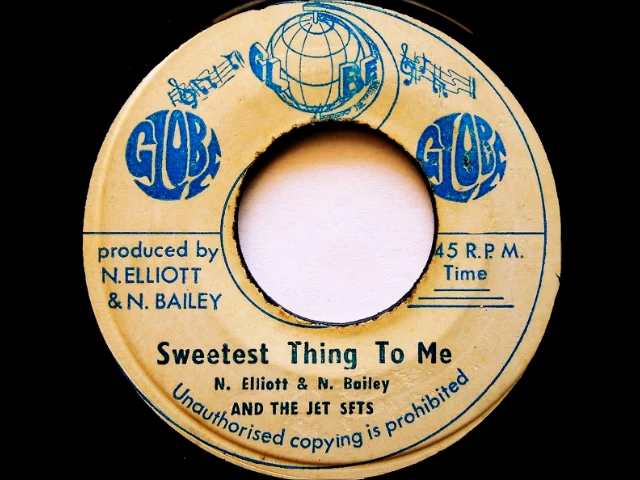 GLOBE
GLOBE
GLOBE
produced by
N. ELLIOTT
& N. BAILEY
45 R.P.M.
Time
Sweetest Thing To Me
N. Elliott & N. Bailey
AND THE JET SETS
Unauthorised copying is prohibited